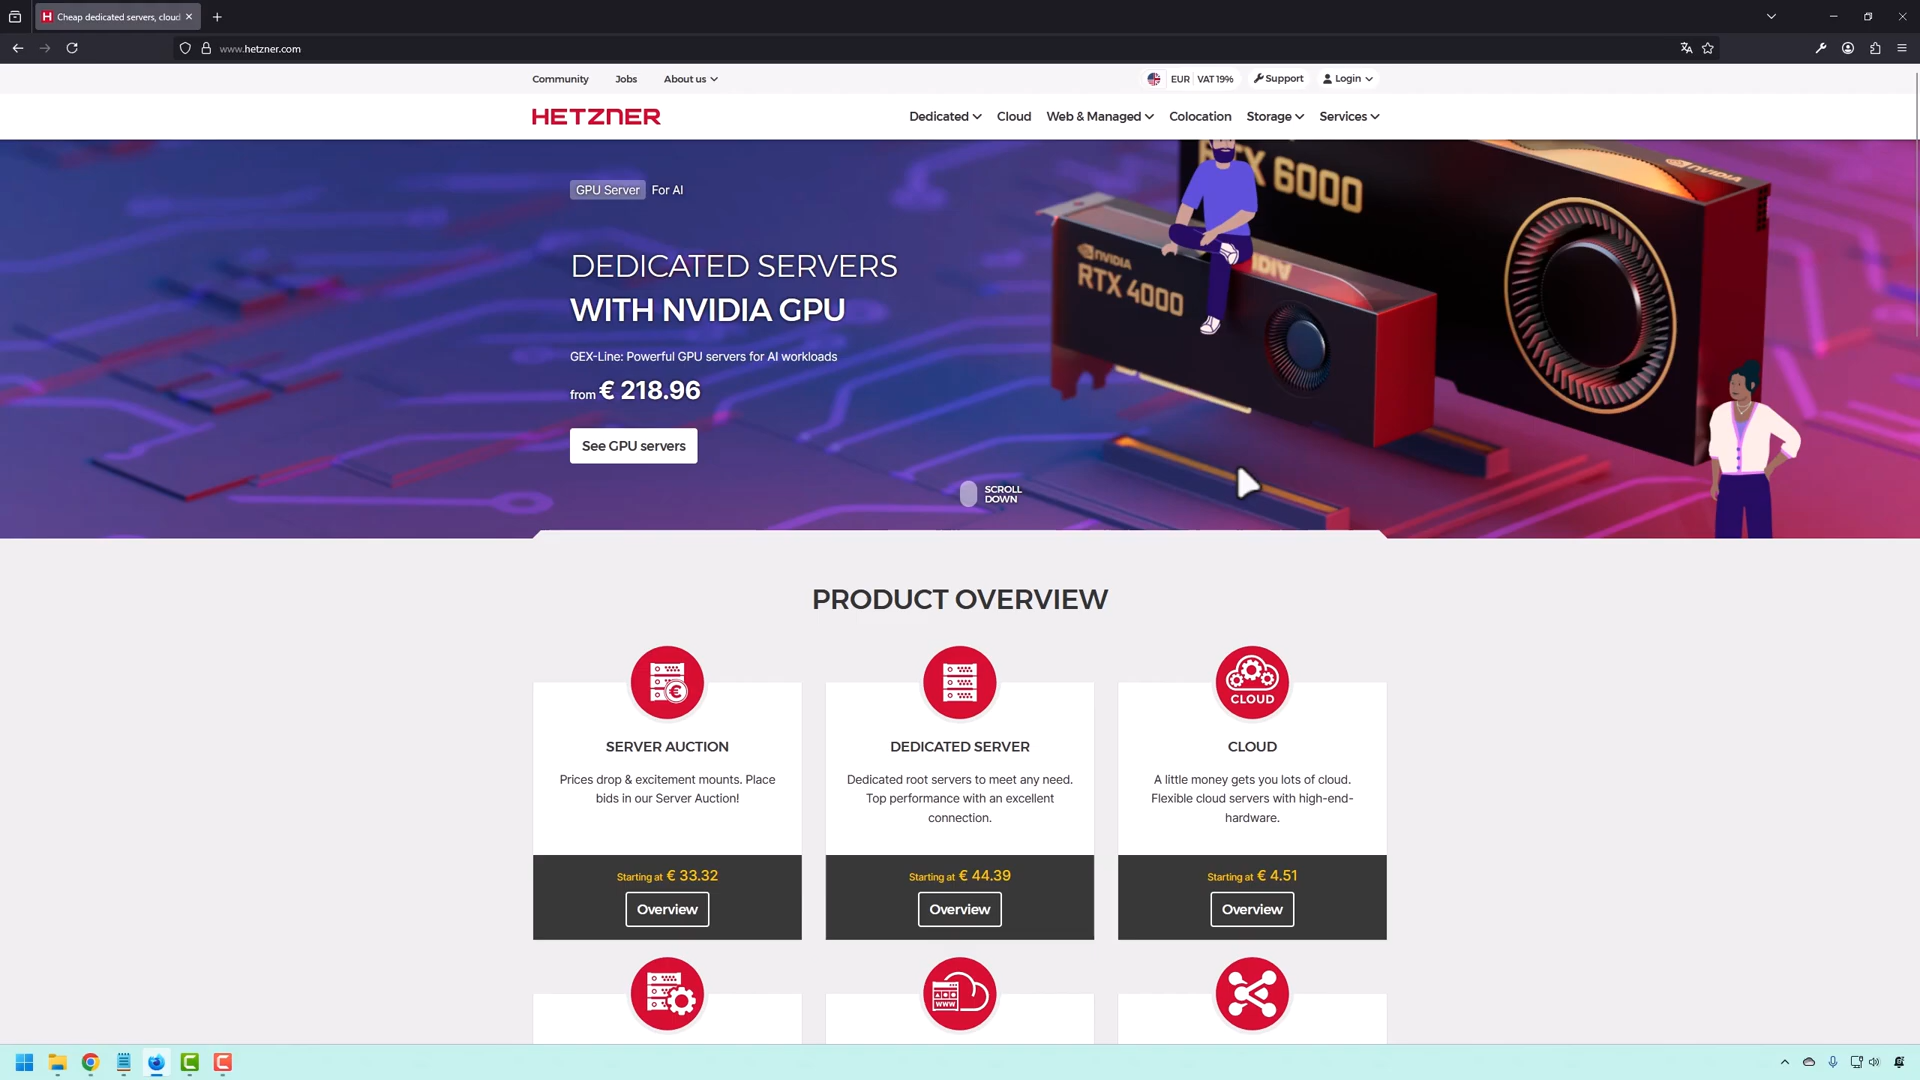 Cheap dedicated servers, cloud
www.hetzner.com
Community
Jobs
About us
EUR
VAT 19%
Support
Login
HETZNER
Dedicated
Cloud
Web & Managed
Colocation
Storage
Services
GPU Server
For AI
DEDICATED SERVERS
WITH NVIDIA GPU
GEX-Line: Powerful GPU servers for AI workloads
from € 218.96
See GPU servers
RTX 6000
NVIDIA
NVIDIA
RTX 4000
SCROLL
DOWN
PRODUCT OVERVIEW
CLOUD
SERVER AUCTION
Prices drop & excitement mounts. Place
bids in our Server Auction!
Starting at € 33.32
Overview
DEDICATED SERVER
Dedicated root servers to meet any need.
Top performance with an excellent
connection.
Starting at € 44.39
Overview
CLOUD
A little money gets you lots of cloud.
Flexible cloud servers with high-end-
hardware.
Starting at € 4.51
Overview
WWW